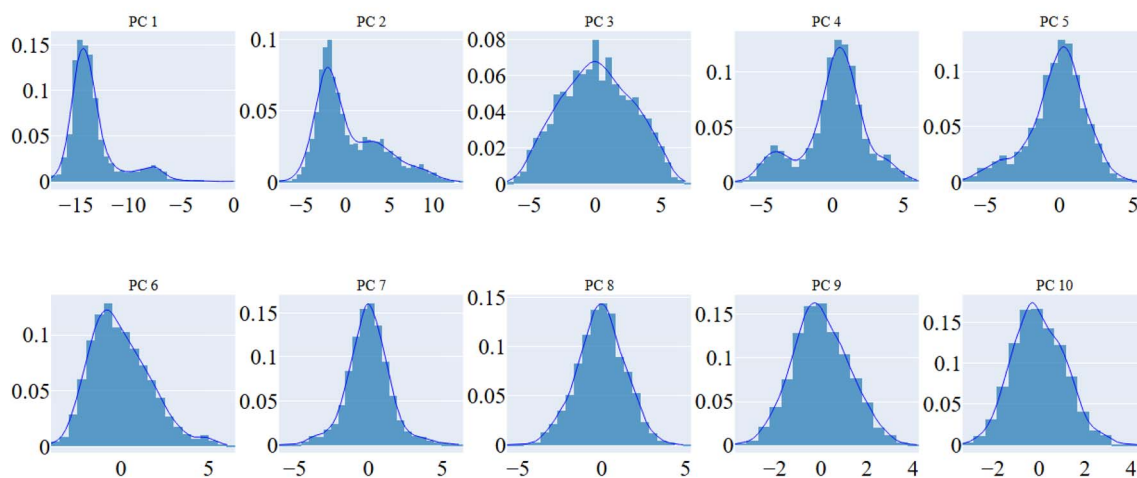 PC 1 PC 2 PC 3 PC 4 PC 5
0.15 0.1 0.08 0.1 0.1
0.1 0.05 0.06 0.05 0.05
0.05 0 0.04 0 0
0 0.02
0
−15 −10 −5 0 −5 0 5 10 −5 0 5 −5 0 5 −5 0 5
PC 6 PC 7 PC 8 PC 9 PC 10
0.1 0.15 0.15 0.15 0.15
0.05 0.1 0.1 0.1 0.1
0 0.05 0.05 0.05 0.05
0 0 0 0
0 5 −5 0 5 −5 0 5 −2 0 2 4 −2 0 2 4